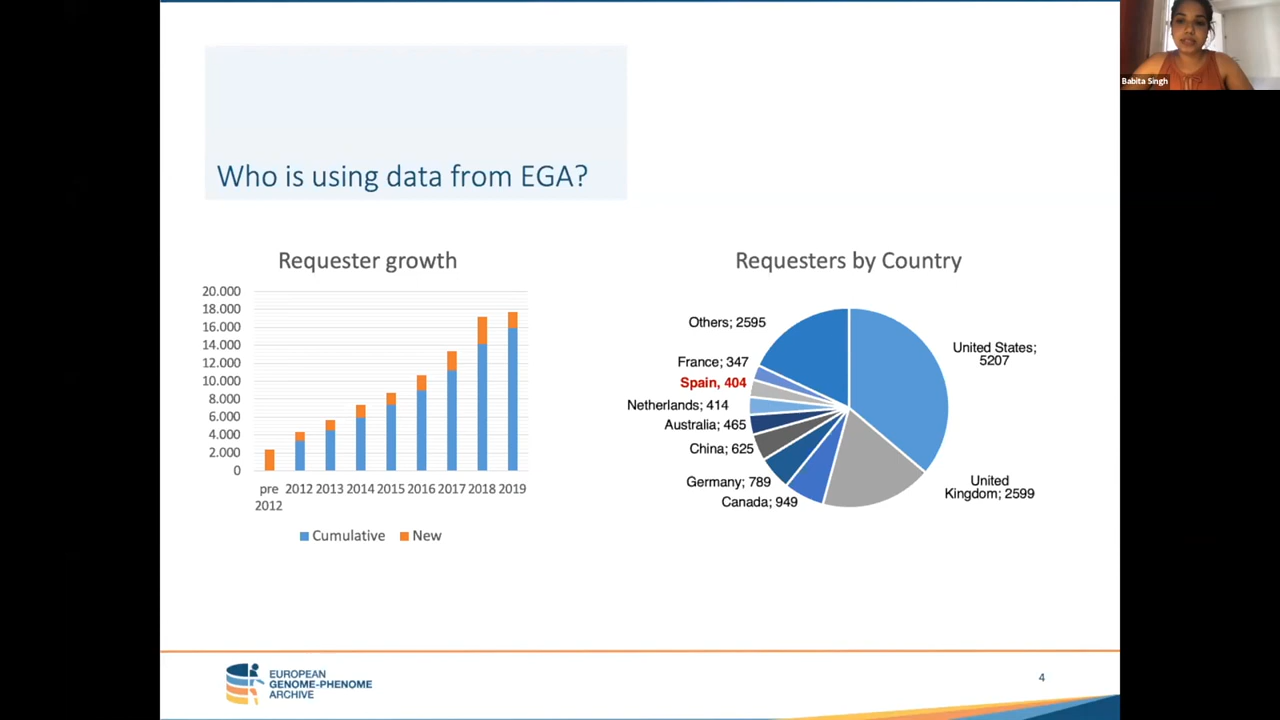 Babita Singh
Who is using data from EGA?
Requester growth
20.000
18.000
16.000
14.000
12.000
10.000
8.000
6.000
4.000
2.000
0
pre 2012 2013 2014 2015 2016 2017 2018 2019
2012
Cumulative New
Requesters by Country
Others; 2595
France; 347
Spain, 404
Netherlands; 414
Australia; 465
China; 625
Germany; 789
Canada; 949
United States;
5207
United
Kingdom; 2599
EUROPEAN
GENOME-PHENOME
ARCHIVE
4